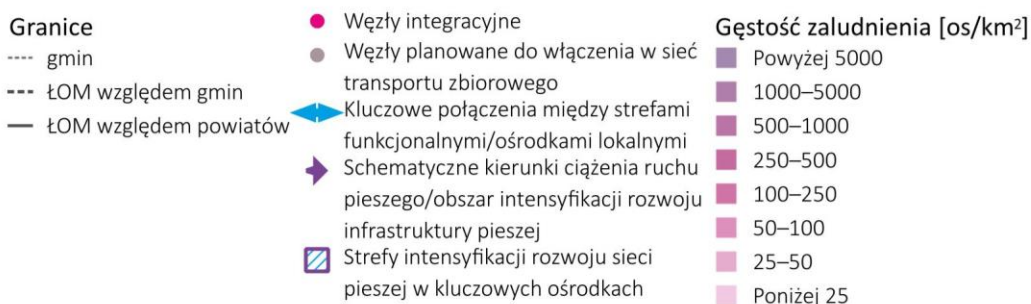 Granice
gmin
ŁOM względem gmin
ŁOM względem powiatów
Węzły integracyjne
Węzły planowane do włączenia w sieć
transportu zbiorowego
Kluczowe połączenia między strefami
funkcjonalnymi/ośrodkami lokalnymi
Schematyczne kierunki ciążenia ruchu
pieszego/obszar intensyfikacji rozwoju
infrastruktury pieszej
Strefy intensyfikacji rozwoju sieci
pieszej w kluczowych ośrodkach
Gęstość zaludnienia [os/km²]
Powyżej 5000
1000–5000
500–1000
250–500
100–250
50–100
25–50
Poniżej 25